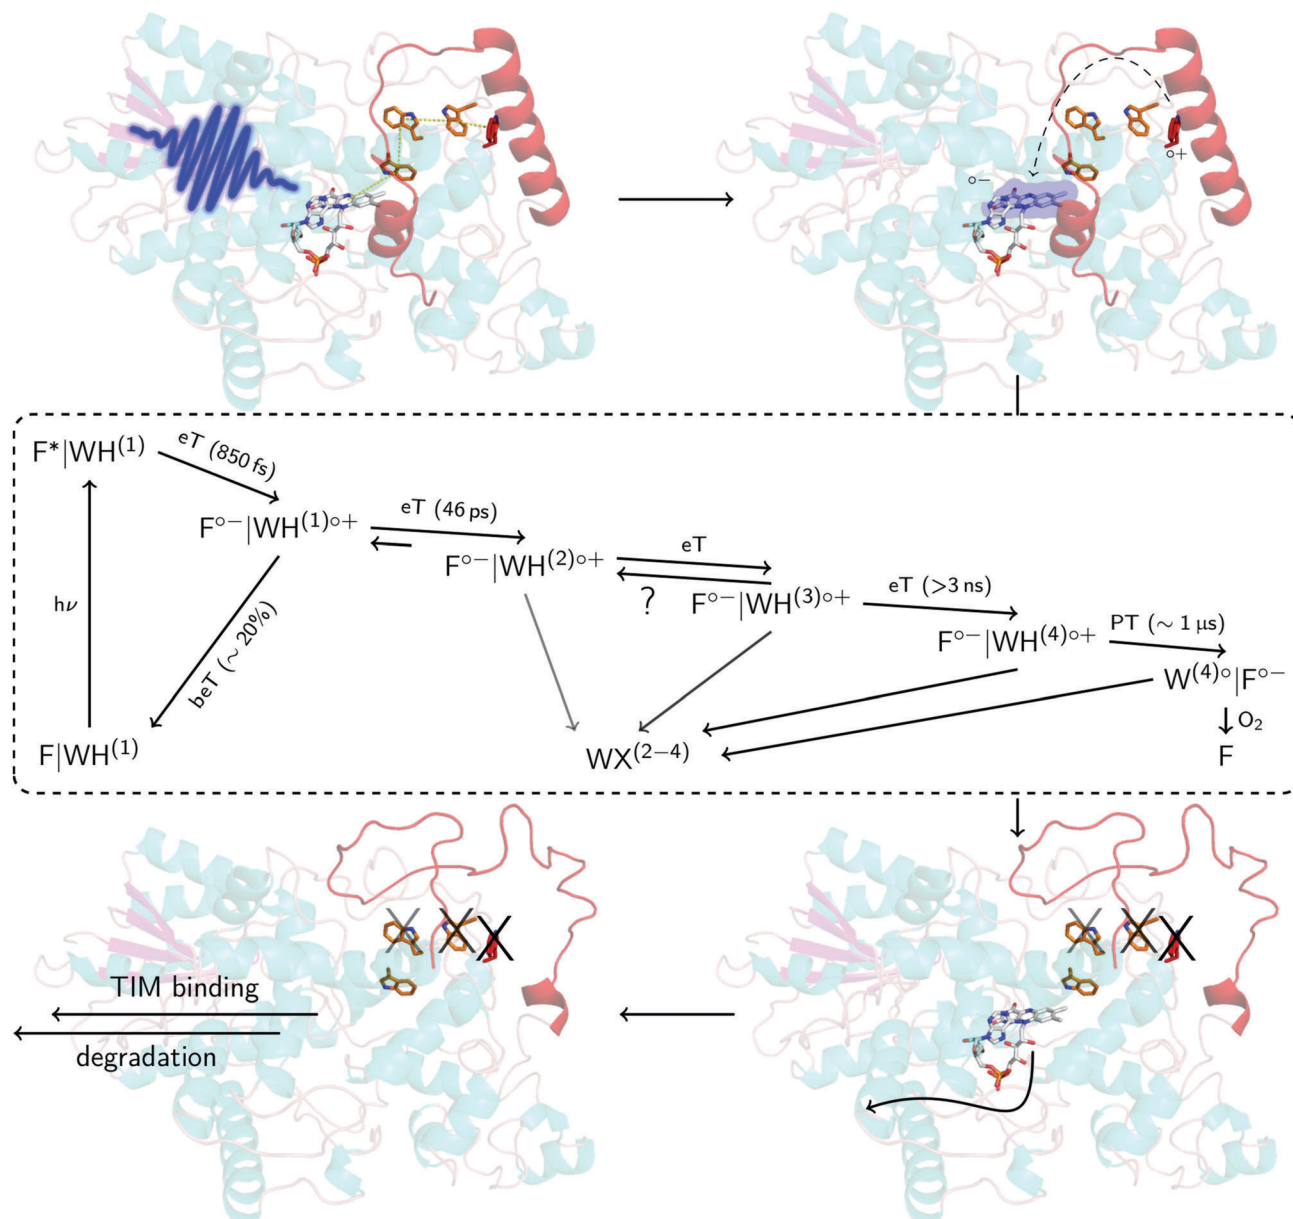 ∘+
∘−
F*|WH⁽¹⁾
eT (850 fs)
F∘−|WH⁽¹⁾∘+
eT (46 ps)
F∘−|WH⁽²⁾∘+
eT
?
F∘−|WH⁽³⁾∘+
eT (>3 ns)
F∘−|WH⁽⁴⁾∘+
PT (∼ 1 μs)
W⁽⁴⁾∘|F∘−
hν
beT (∼ 20%)
O₂
F|WH⁽¹⁾
WX⁽²⁻⁴⁾
F
TIM binding
degradation